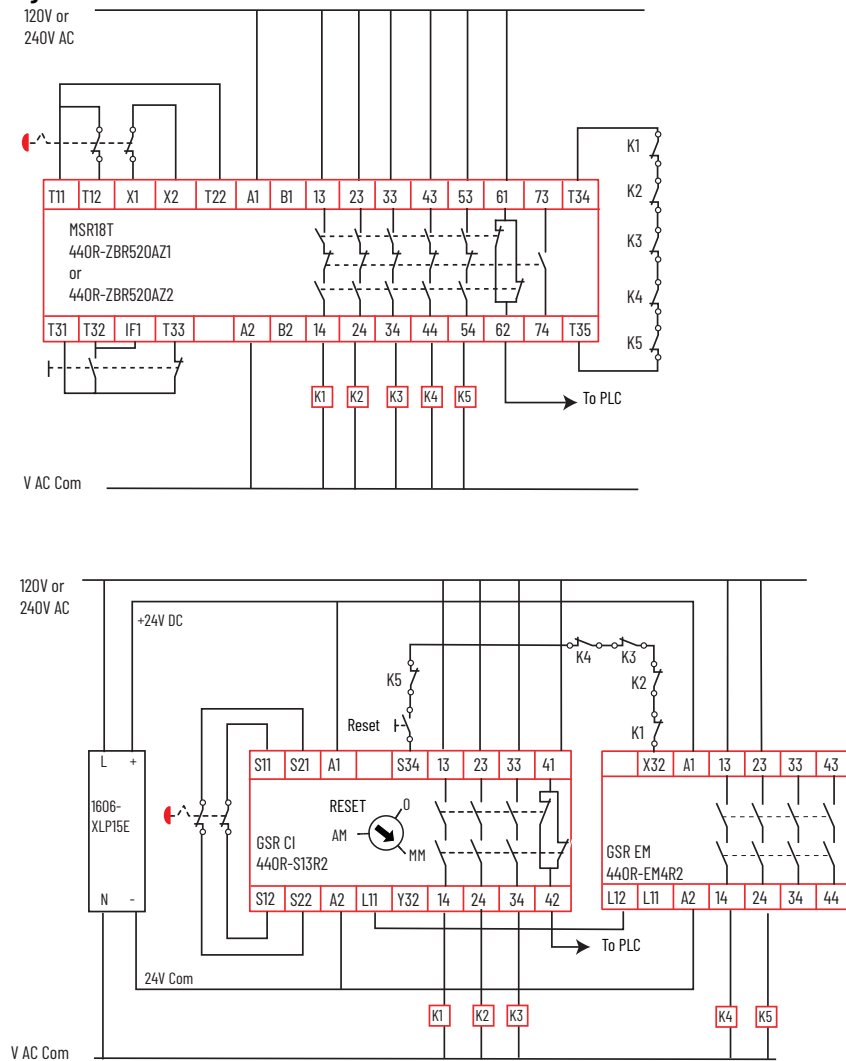 120V or
240V AC
K1
K2
K3
K4
K5
T11 T12 X1 X2 T22 A1 B1 13 23 33 43 53 61 73 T34
MSR18T
440R-ZBR520AZ1
or
440R-ZBR520AZ2
T31 T32 IF1 T33 A2 B2 14 24 34 44 54 62 74 T35
K1 K2 K3 K4 K5
To PLC
V AC Com
120V or
240V AC
+24V DC
K4 K3
K5
K2
Reset
K1
L +
S11 S21 A1 S34 13 23 33 41
X32 A1 13 23 33 43
1606-
XLP15E
RESET
0
AM
MM
GSR CI
440R-S13R2
GSR EM
440R-EM4R2
N -
S12 S22 A2 L11 Y32 14 24 34 42
L12 L11 A2 14 24 34 44
To PLC
24V Com
K1 K2 K3 K4 K5
V AC Com